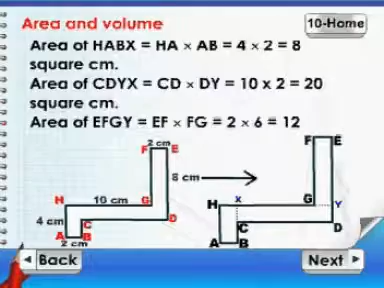 Area and volume
10-Home
Area of HABX = HA × AB = 4 × 2 = 8
square cm.
Area of CDYX = CD × DY = 10 x 2 = 20
square cm.
Area of EFGY = EF × FG = 2 × 6 = 12
2 cm
F E
F E
8 cm
H 10 cm G
H X G Y
4 cm C D
C D
A B
A B
2 cm
Back
Next